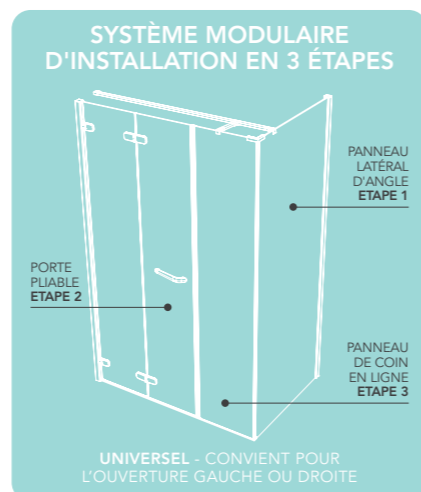 SYSTÈME MODULAIRE
D'INSTALLATION EN 3 ÉTAPES
PANNEAU
LATÉRAL
D'ANGLE
ETAPE 1
PORTE
PLIABLE
ETAPE 2
PANNEAU
DE COIN
EN LIGNE
ETAPE 3
UNIVERSEL - CONVIENT POUR
L'OUVERTURE GAUCHE OU DROITE